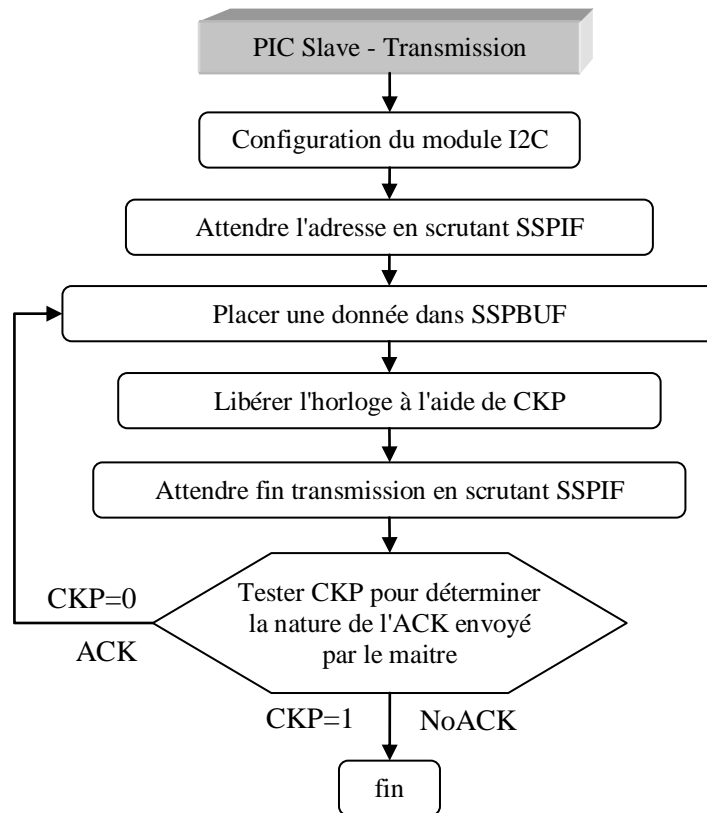 PIC Slave - Transmission
Configuration du module I2C
Attendre l'adresse en scrutant SSPIF
Placer une donnée dans SSPBUF
Libérer l'horloge à l'aide de CKP
Attendre fin transmission en scrutant SSPIF
CKP=0
ACK
Tester CKP pour déterminer
la nature de l'ACK envoyé
par le maitre
CKP=1 NoACK
fin